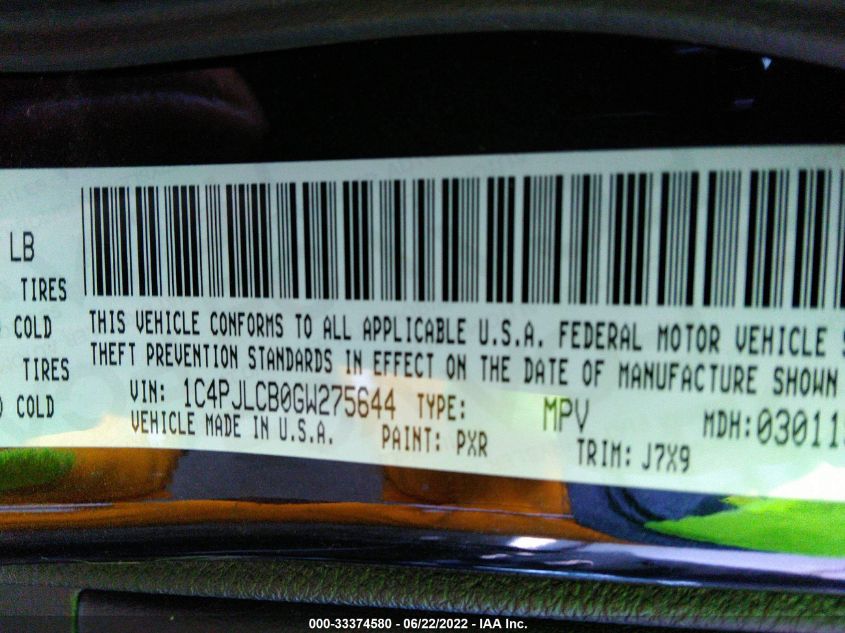 LB
TIRES
COLD
TIRES
COLD
THIS VEHICLE CONFORMS TO ALL APPLICABLE U.S.A. FEDERAL MOTOR VEHICLE S
THEFT PREVENTION STANDARDS IN EFFECT ON THE DATE OF MANUFACTURE SHOWN
VIN: 1C4PJLCB0GW275644 TYPE: MPV MDH: 03011
VEHICLE MADE IN U.S.A. PAINT: PXR TRIM: J7X9
000-33374580 - 06/22/2022 - IAA Inc.